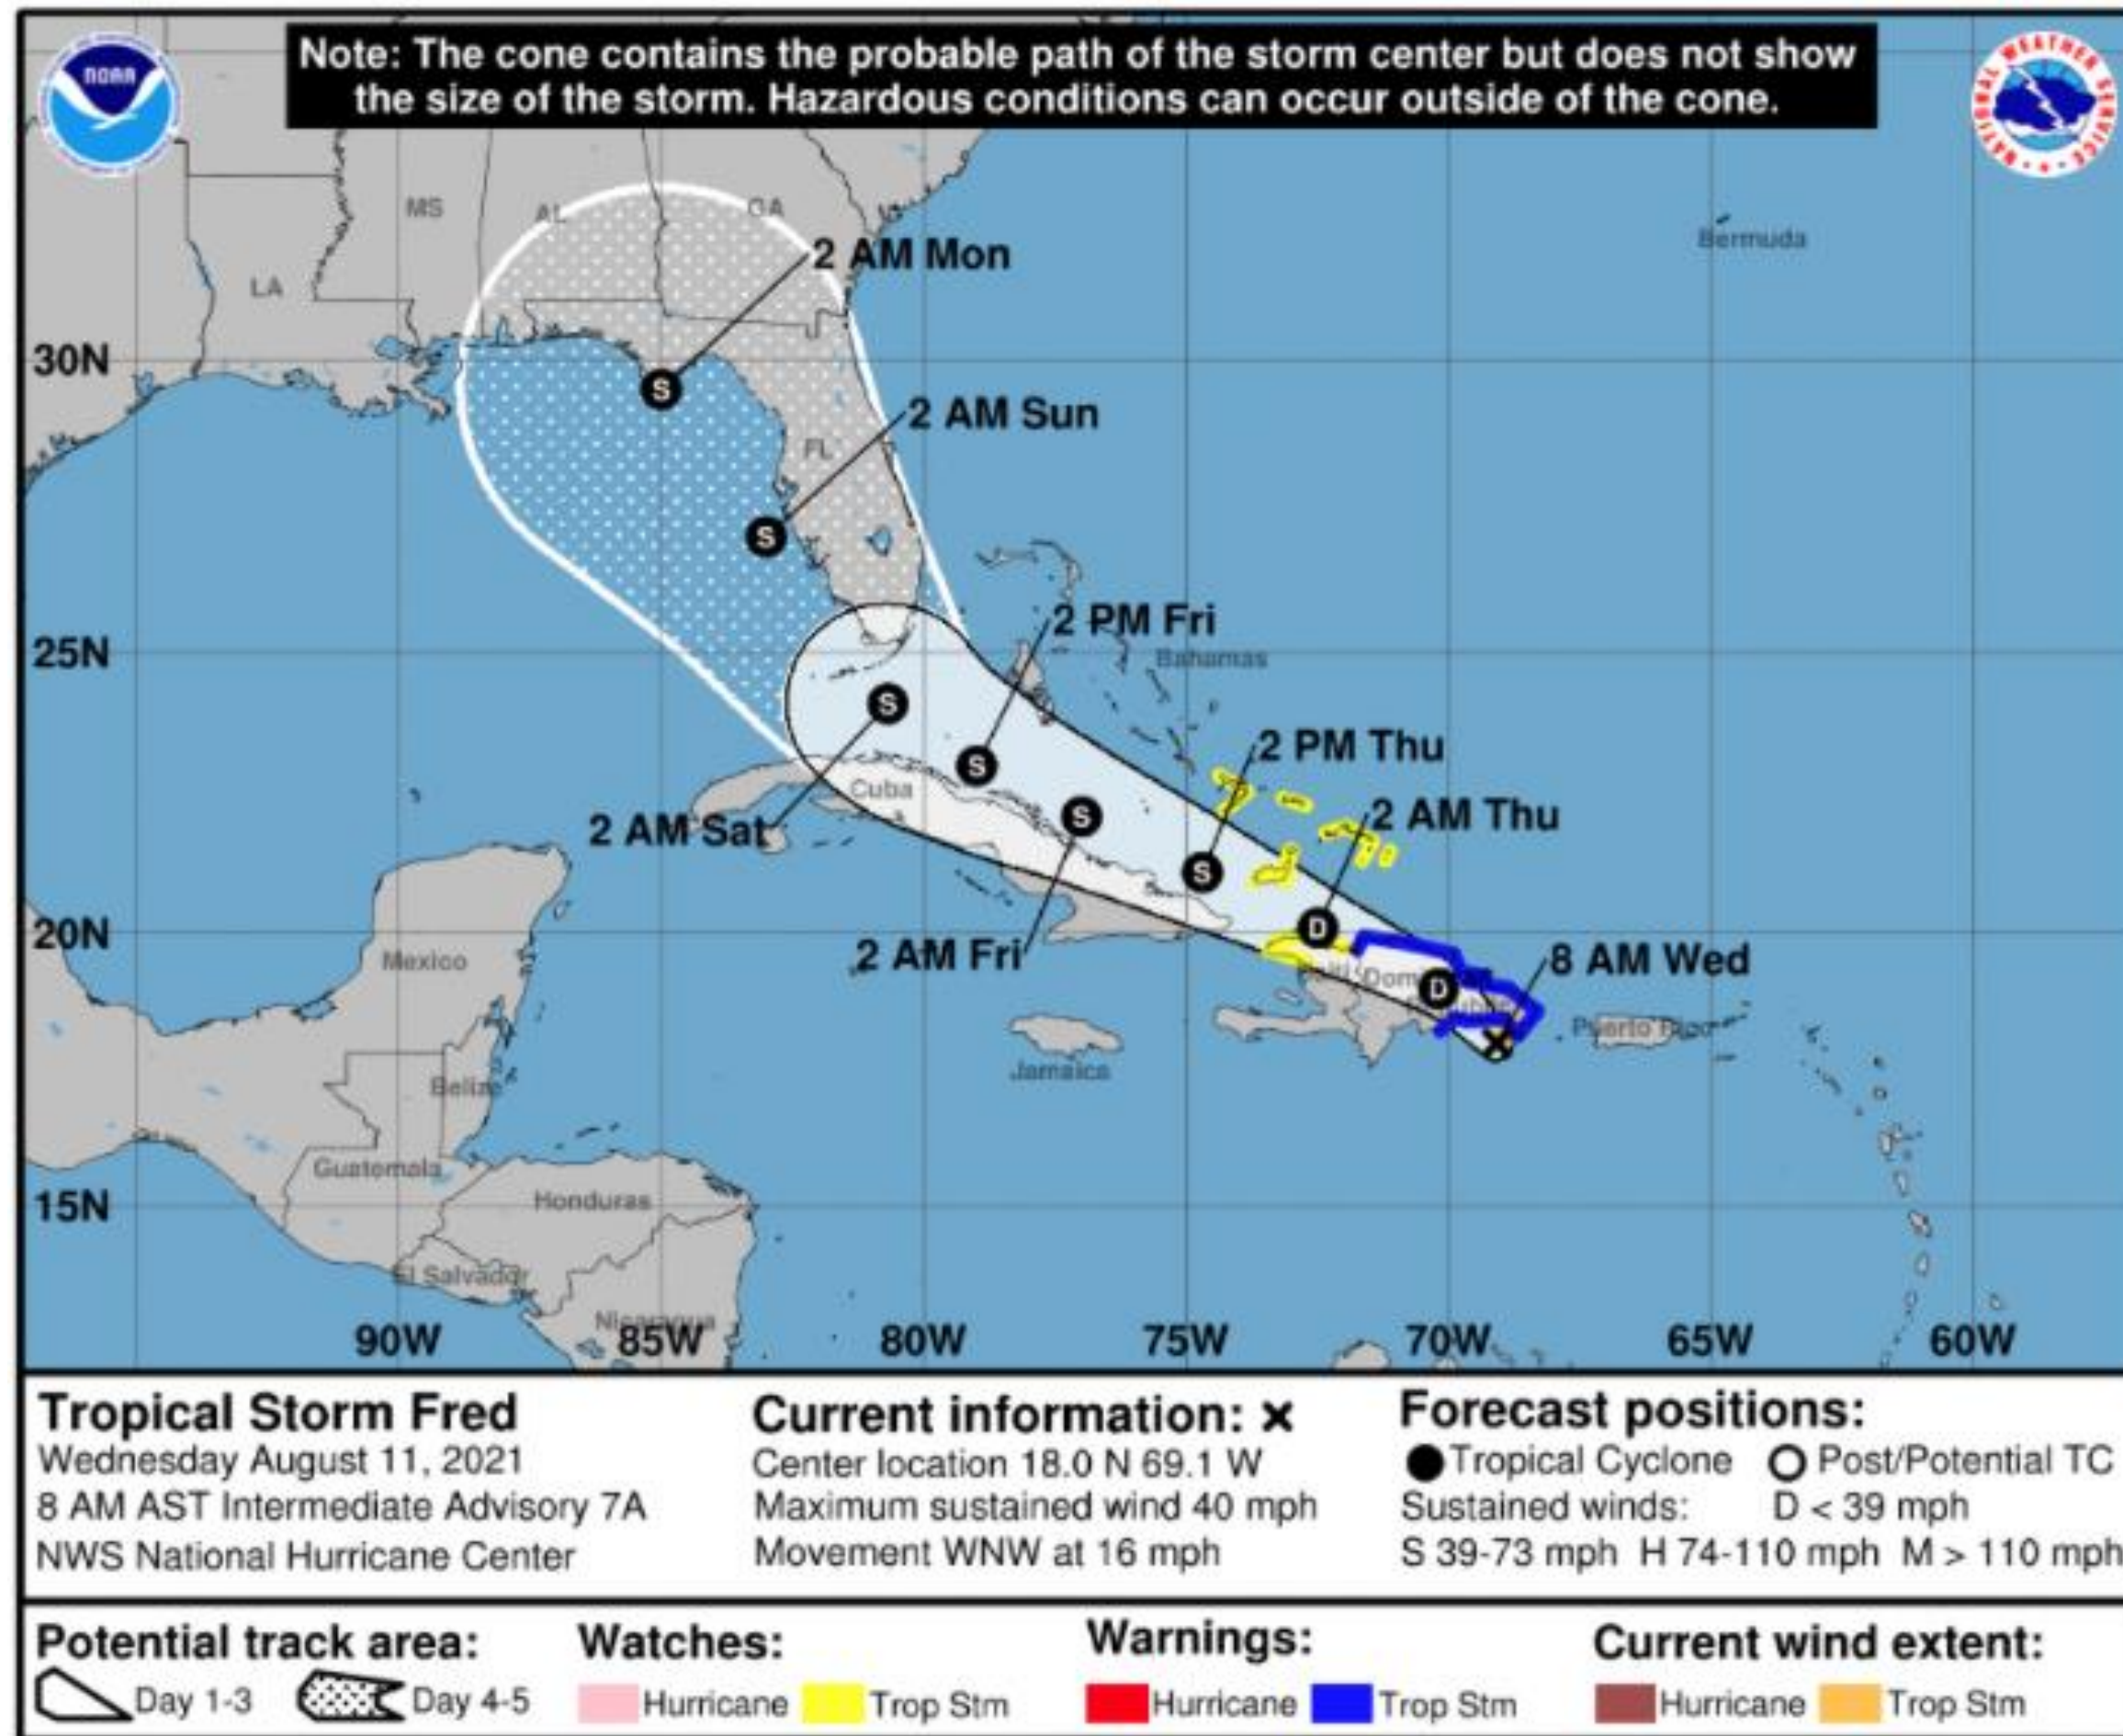 Note: The cone contains the probable path of the storm center but does not show
the size of the storm. Hazardous conditions can occur outside of the cone.
NOAA
NATIONAL WEATHER SERVICE
MS
AL
GA
2 AM Mon
Bermuda
LA
30N
2 AM Sun
FL
2 PM Fri
25N
Bahamas
2 PM Thu
Cuba
2 AM Sat
2 AM Thu
20N
2 AM Fri
Mexico
8 AM Wed
Puerto Rico
Jamaica
Belize
Guatemala
15N
Honduras
El Salvador
Nicaragua
90W 85W 80W 75W 70W 65W 60W
S
S
S
S
S
S
D
D
Tropical Storm Fred
Wednesday August 11, 2021
8 AM AST Intermediate Advisory 7A
NWS National Hurricane Center
Current information: x
Center location 18.0 N 69.1 W
Maximum sustained wind 40 mph
Movement WNW at 16 mph
Forecast positions:
Tropical Cyclone Post/Potential TC
Sustained winds: D < 39 mph
S 39-73 mph H 74-110 mph M > 110 mph
Potential track area:
Day 1-3 Day 4-5
Watches:
Hurricane Trop Stm
Warnings:
Hurricane Trop Stm
Current wind extent:
Hurricane Trop Stm